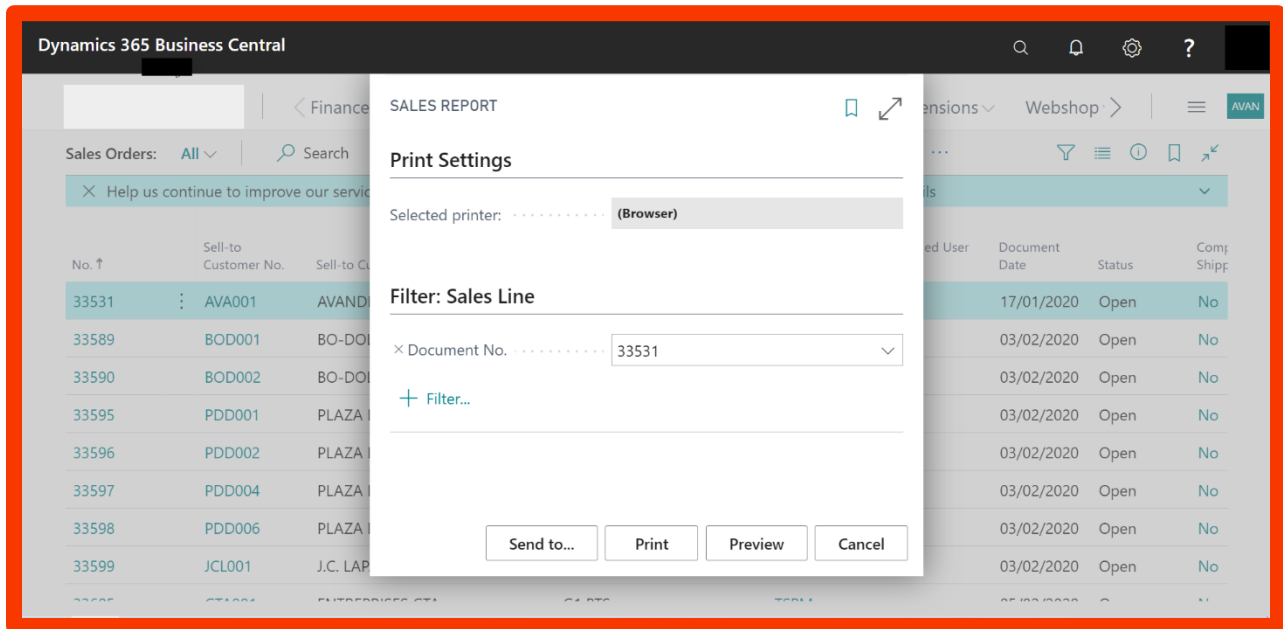 Dynamics 365 Business Central
?
Finance
Webshop
AVAN
Sales Orders: All Search
Help us continue to improve our servic
SALES REPORT
Print Settings
Selected printer: (Browser)
Filter: Sales Line
× Document No. 33531
+ Filter...
Send to... Print Preview Cancel
No. ↑ Sell-to Customer No. Sell-to Cu ed User Document Date Status Comp Shipp
33531 AVA001 AVAND 17/01/2020 Open No
33589 BOD001 BO-DOL 03/02/2020 Open No
33590 BOD002 BO-DOL 03/02/2020 Open No
33595 PDD001 PLAZA 03/02/2020 Open No
33596 PDD002 PLAZA 03/02/2020 Open No
33597 PDD004 PLAZA 03/02/2020 Open No
33598 PDD006 PLAZA 03/02/2020 Open No
33599 JCL001 J.C. LAP 03/02/2020 Open No